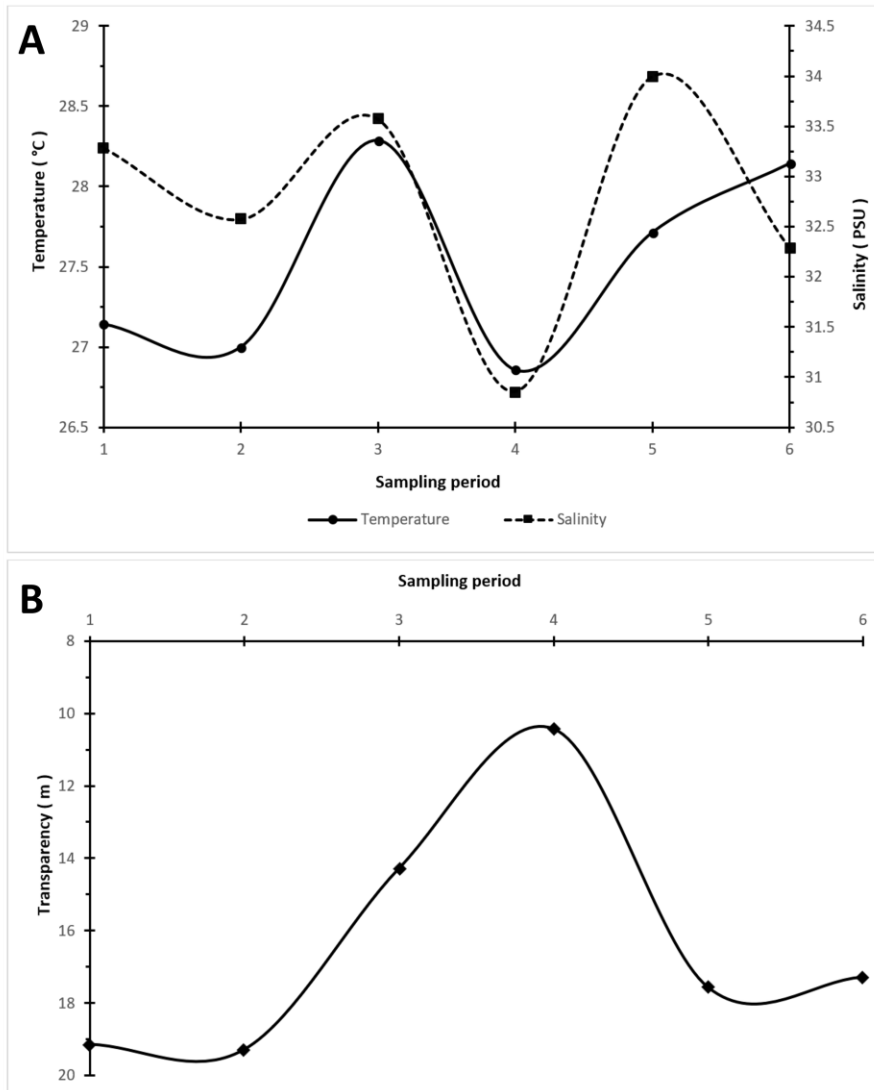 A
Temperature ( °C )
29
28.5
28
27.5
27
26.5
34.5
34
33.5
33
32.5
32
31.5
31
30.5
Salinity ( PSU )
1 2 3 4 5 6
Sampling period
Temperature Salinity
B
Sampling period
1 2 3 4 5 6
Transparency ( m )
8
10
12
14
16
18
20